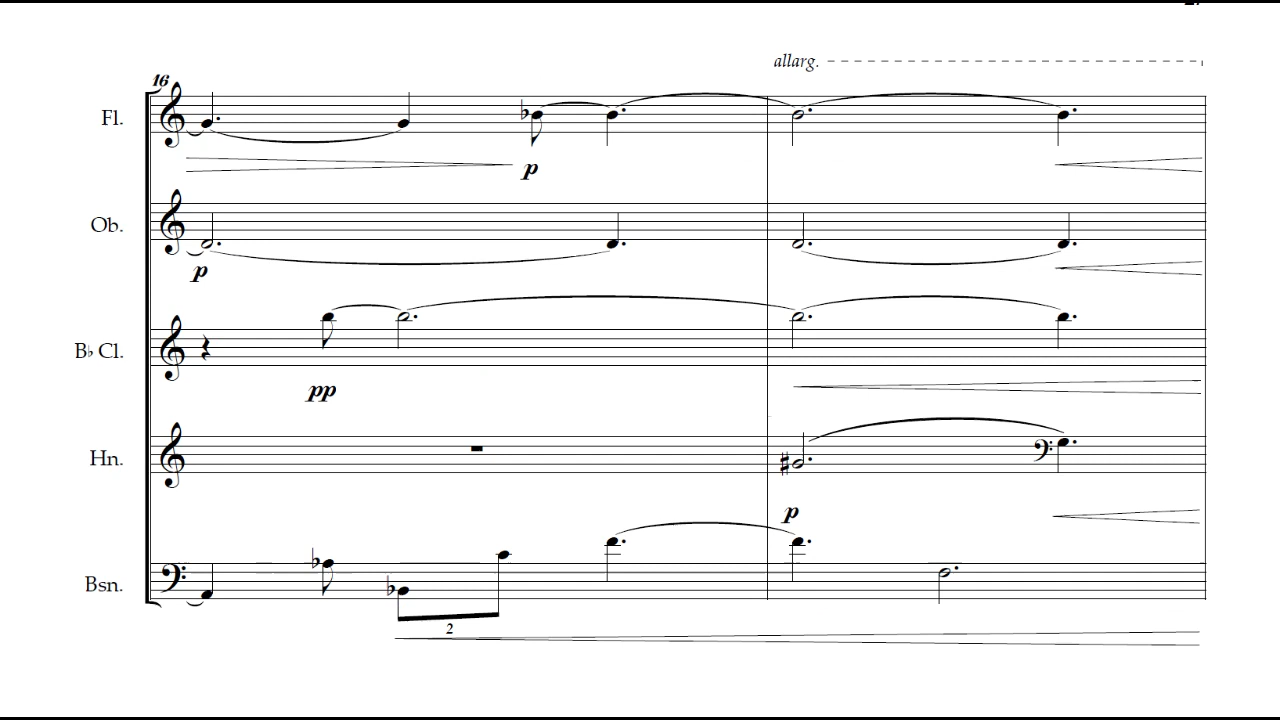 allarg.
16
Fl.
p
Ob.
p
B♭ Cl.
pp
Hn.
p
Bsn.
2